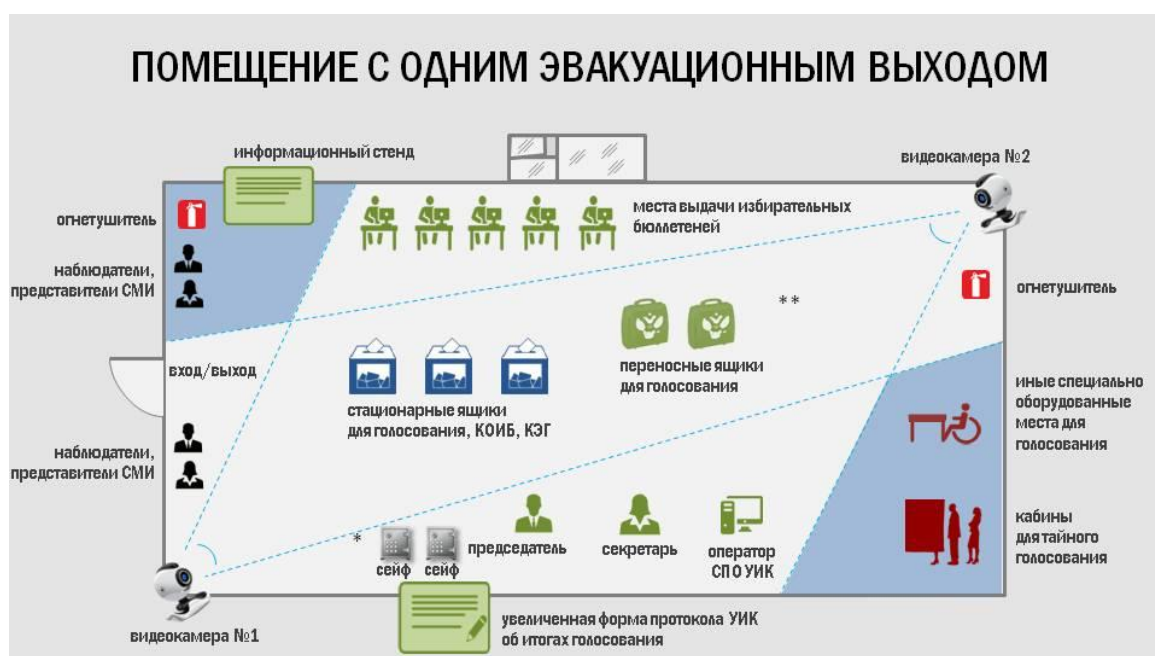 ПОМЕЩЕНИЕ С ОДНИМ ЭВАКУАЦИОННЫМ ВЫХОДОМ
информационный стенд
видеокамера №2
огнетушитель
места выдачи избирательных
бюллетеней
наблюдатели,
представители СМИ
огнетушитель
**
вход/выход
переносные ящики
для голосования
иные специально
оборудованные
места для
голосования
стационарные ящики
для голосования, КОИБ, КЭГ
наблюдатели,
представители СМИ
*
сейф
сейф
председатель
секретарь
оператор
СПО УИК
кабины
для тайного
голосования
видеокамера №1
увеличенная форма протокола УИК
об итогах голосования